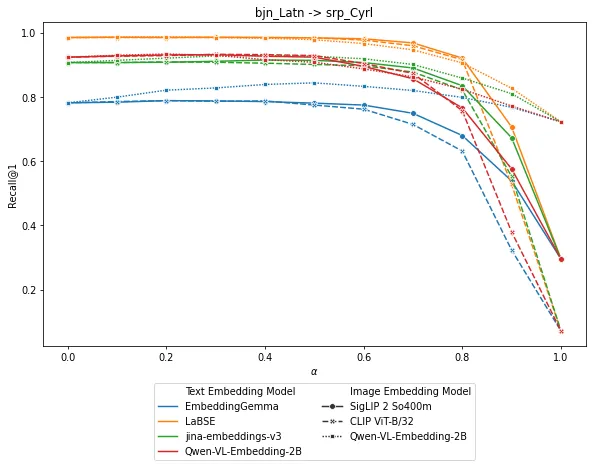 bjn_Latn -> srp_Cyrl
Recall@1
1.0
0.8
0.6
0.4
0.2
0.0 0.2 0.4 0.6 0.8 1.0
α
Text Embedding Model Image Embedding Model
EmbeddingGemma SigLIP 2 So400m
LaBSE CLIP ViT-B/32
jina-embeddings-v3 Qwen-VL-Embedding-2B
Qwen-VL-Embedding-2B